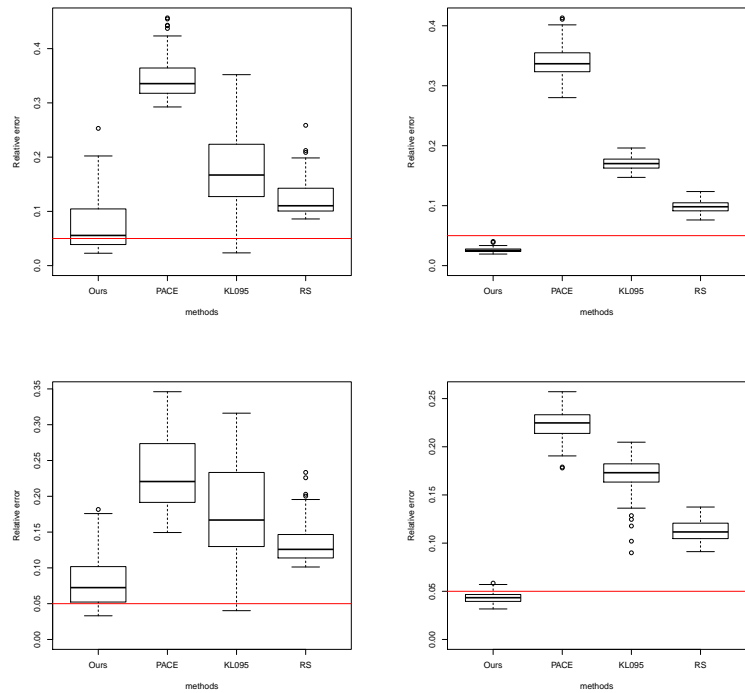 Relative error
0.4
0.3
0.2
0.1
0.0
Ours PACE KL095 RS
methods
Relative error
0.4
0.3
0.2
0.1
0.0
Ours PACE KL095 RS
methods
Relative error
0.35
0.30
0.25
0.20
0.15
0.10
0.05
0.00
Ours PACE KL095 RS
methods
Relative error
0.25
0.20
0.15
0.10
0.05
0.00
Ours PACE KL095 RS
methods